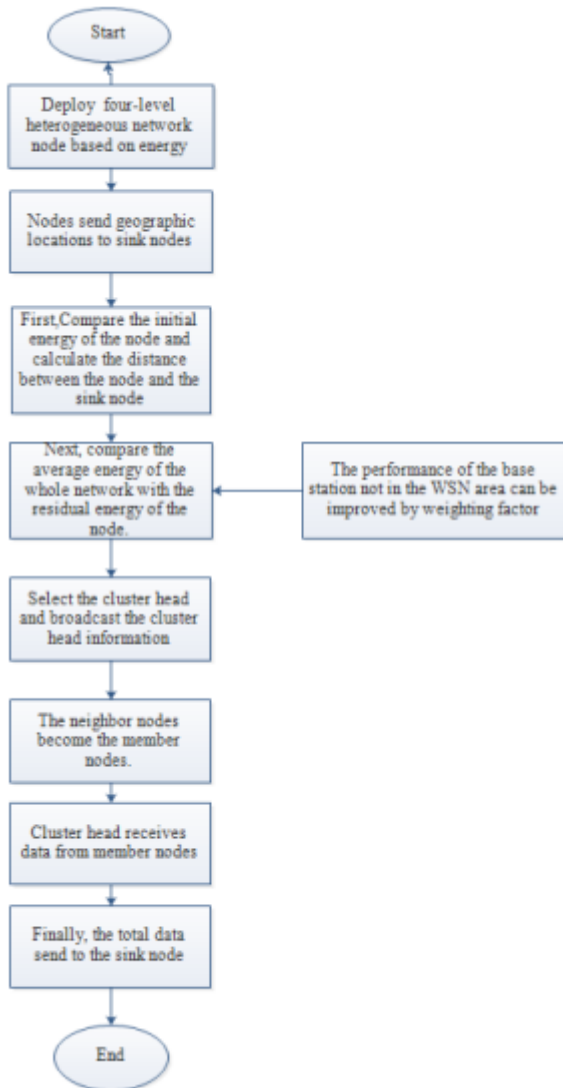 Start
Deploy four-level
heterogeneous network
node based on energy
Nodes send geographic
locations to sink nodes
First,Compare the initial
energy of the node and
calculate the distance
between the node and the
sink node
Next, compare the
average energy of the
whole network with the
residual energy of the
node.
The performance of the base
station not in the WSN area can be
improved by weighting factor
Select the cluster head
and broadcast the cluster
head information
The neighbor nodes
become the member
nodes.
Cluster head receives
data from member nodes
Finally, the total data
send to the sink node
End